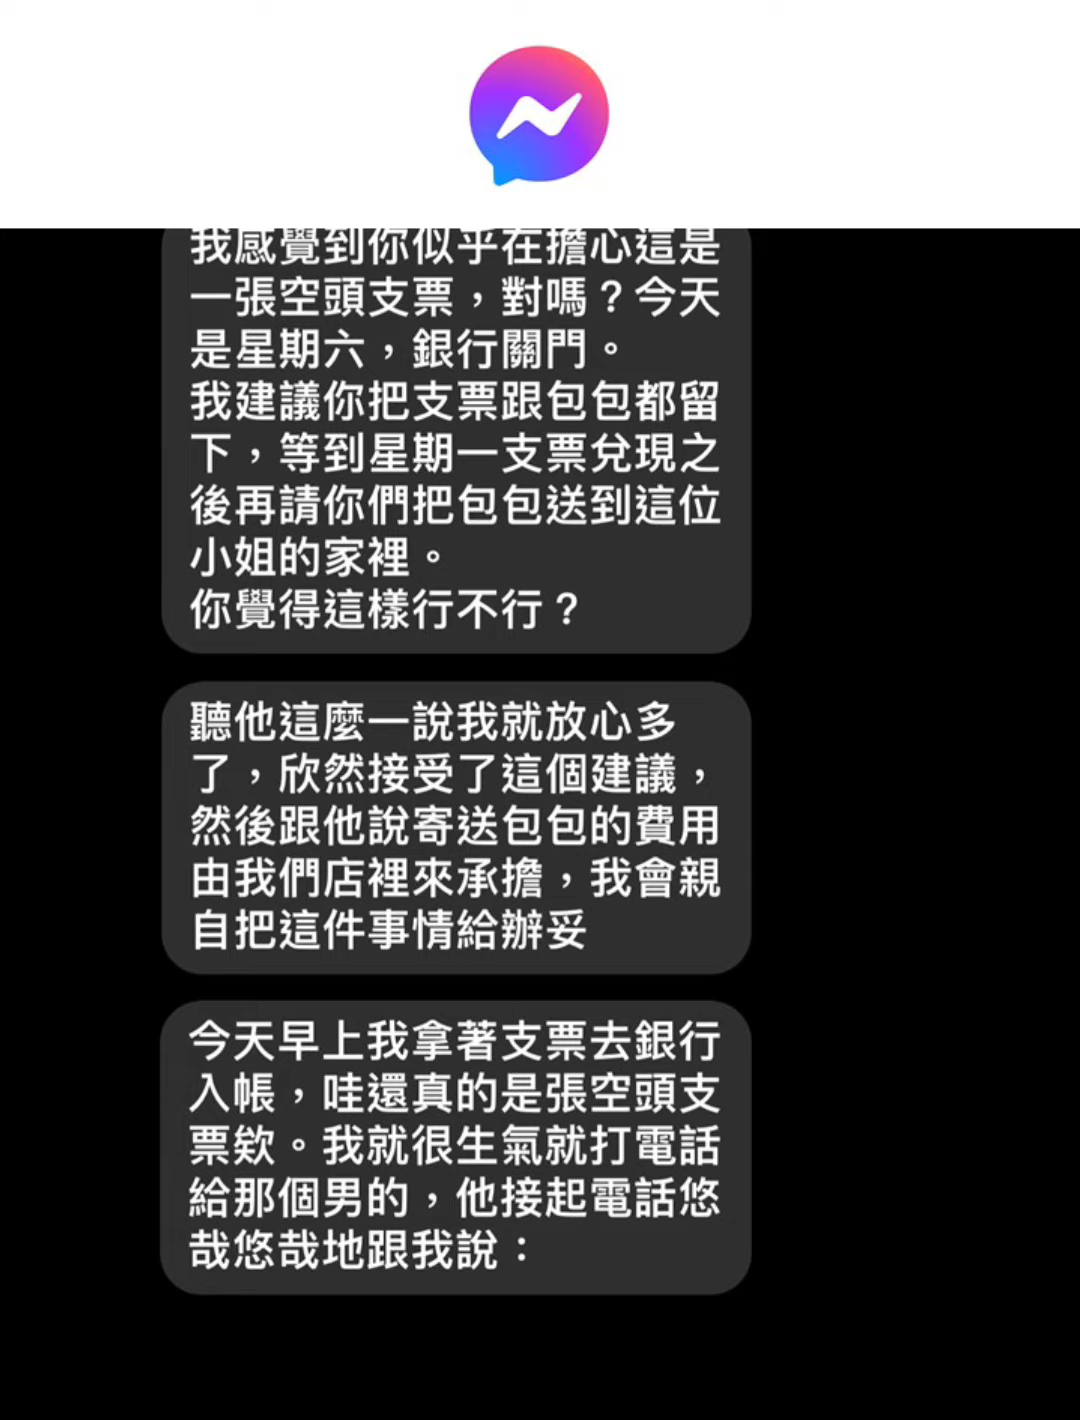 我感覺到你似乎在擔心這是
一張空頭支票，對嗎？今天
是星期六，銀行關門。
我建議你把支票跟包包都留
下，等到星期一支票兌現之
後再請你們把包包送到這位
小姐的家裡。
你覺得這樣行不行？
聽他這麼一說我就放心多
了，欣然接受了這個建議，
然後跟他說寄送包包的費用
由我們店裡來承擔，我會親
自把這件事情給辦妥
今天早上我拿著支票去銀行
入帳，哇還真的是張空頭支
票欸。我就很生氣就打電話
給那個男的，他接起電話悠
哉悠哉地跟我說：